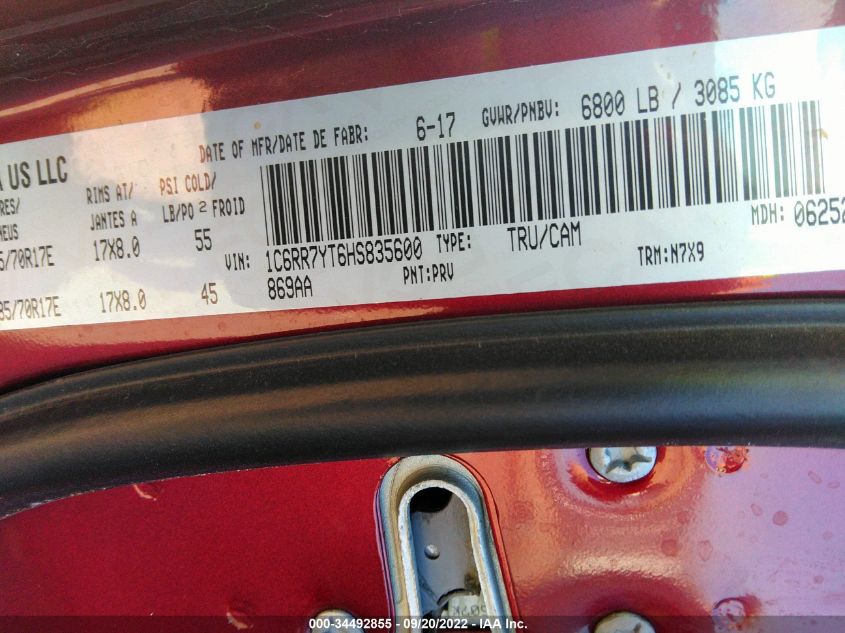 DATE OF MFR/DATE DE FABR: 6-17 GVWR/PNBV: 6800 LB / 3085 KG
US LLC
RIMS AT/ PSI COLD/
JANTES A LB/PO 2 FROID
/70R17E 17X8.0 55
VIN: 1C6RR7YT6HS835600 TYPE: TRU/CAM MDH: 06252
869AA PNT:PRV TRM:N7X9
/70R17E 17X8.0 45
000-34492855 - 09/20/2022 - IAA Inc.